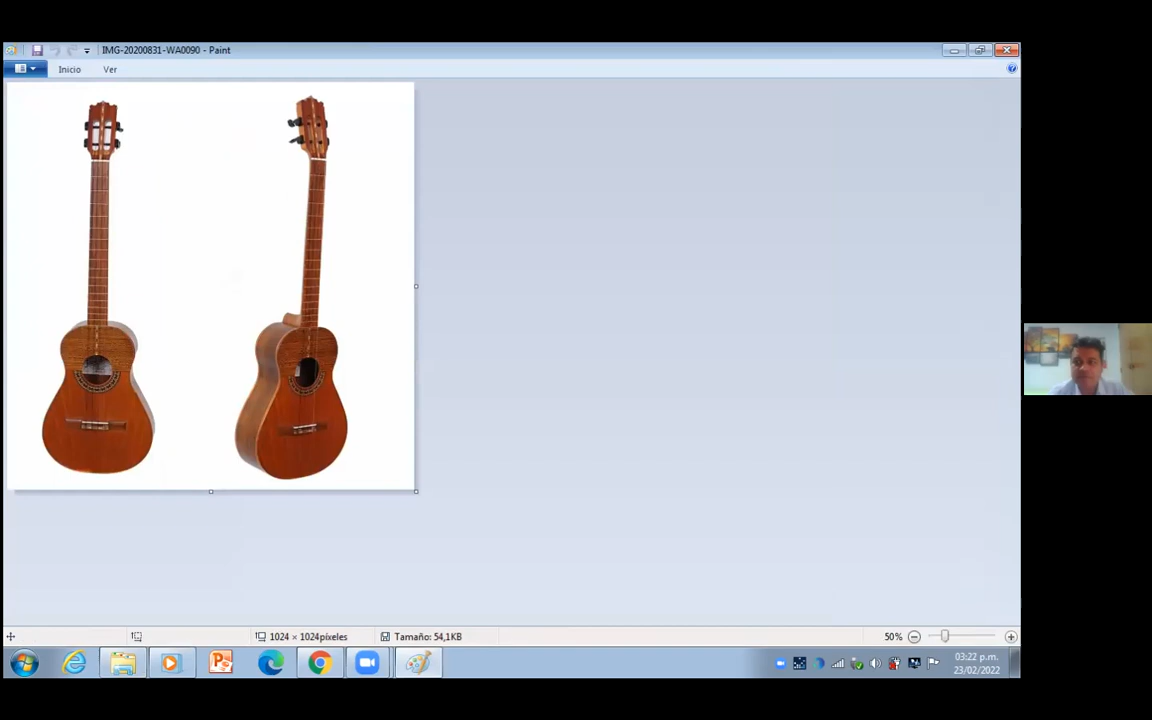 IMG-20200831-WA0090 - Paint
Inicio Ver
1024 × 1024píxeles
Tamaño: 54,1KB
50%
03:22 p.m.
23/02/2022